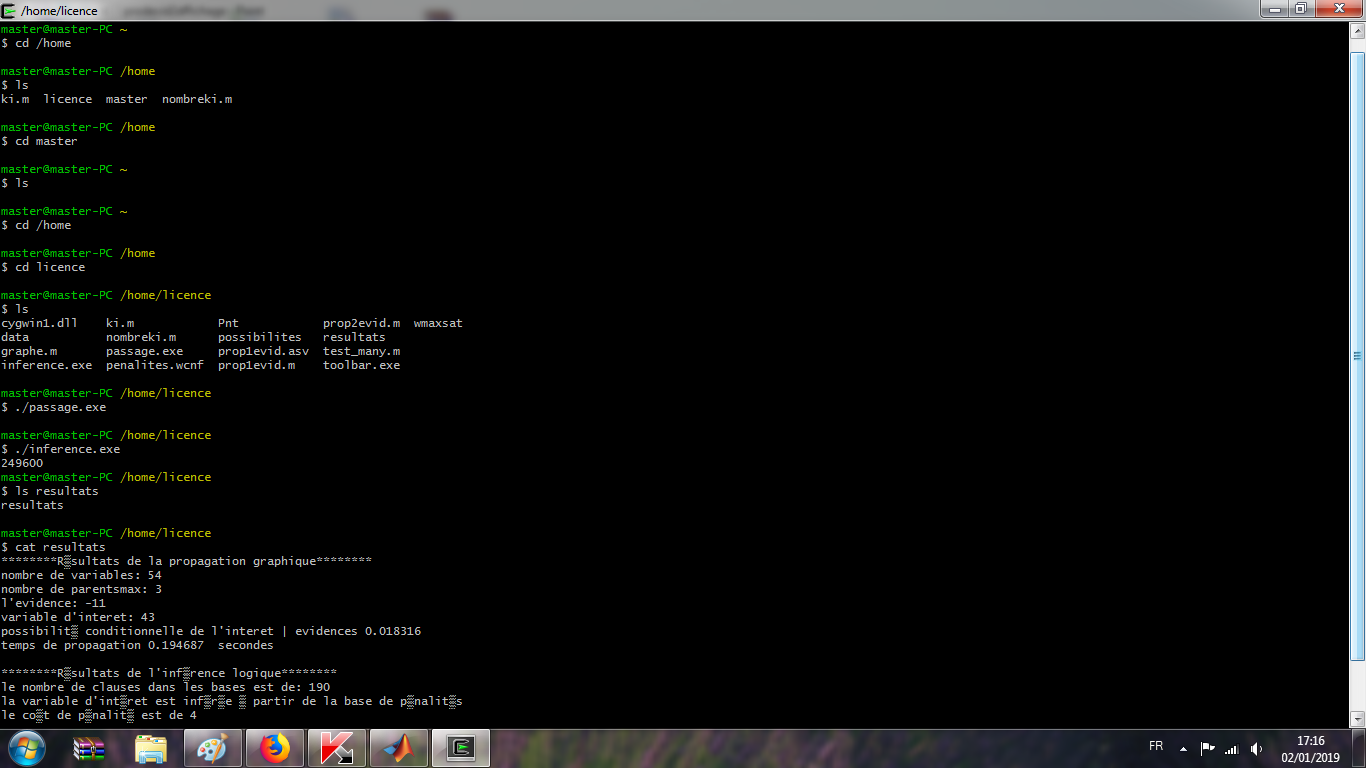 /home/licence
master@master-PC ~
$ cd /home
master@master-PC /home
$ ls
ki.m  licence  master  nombreki.m
master@master-PC /home
$ cd master
master@master-PC ~
$ ls
master@master-PC ~
$ cd /home
master@master-PC /home
$ cd licence
master@master-PC /home/licence
$ ls
cygwin1.dll    ki.m            Pnt            prop2evid.m  wmaxsat
data           nombreki.m      possibilites   resultats
graphe.m       passage.exe     prop1evid.asv  test_many.m
inference.exe  penalites.wcnf  prop1evid.m    toolbar.exe
master@master-PC /home/licence
$ ./passage.exe
master@master-PC /home/licence
$ ./inference.exe
249600
master@master-PC /home/licence
$ ls resultats
resultats
master@master-PC /home/licence
$ cat resultats
********R▒sultats de la propagation graphique********
nombre de variables: 54
nombre de parentsmax: 3
l'evidence: -11
variable d'interet: 43
possibilit▒ conditionnelle de l'interet | evidences 0.018316
temps de propagation 0.194687  secondes
********R▒sultats de l'inf▒rence logique********
le nombre de clauses dans les bases est de: 190
la variable d'int▒ret est inf▒r▒e ▒ partir de la base de p▒nalit▒s
le co▒t de p▒nalit▒ est de 4
FR
17:16
02/01/2019